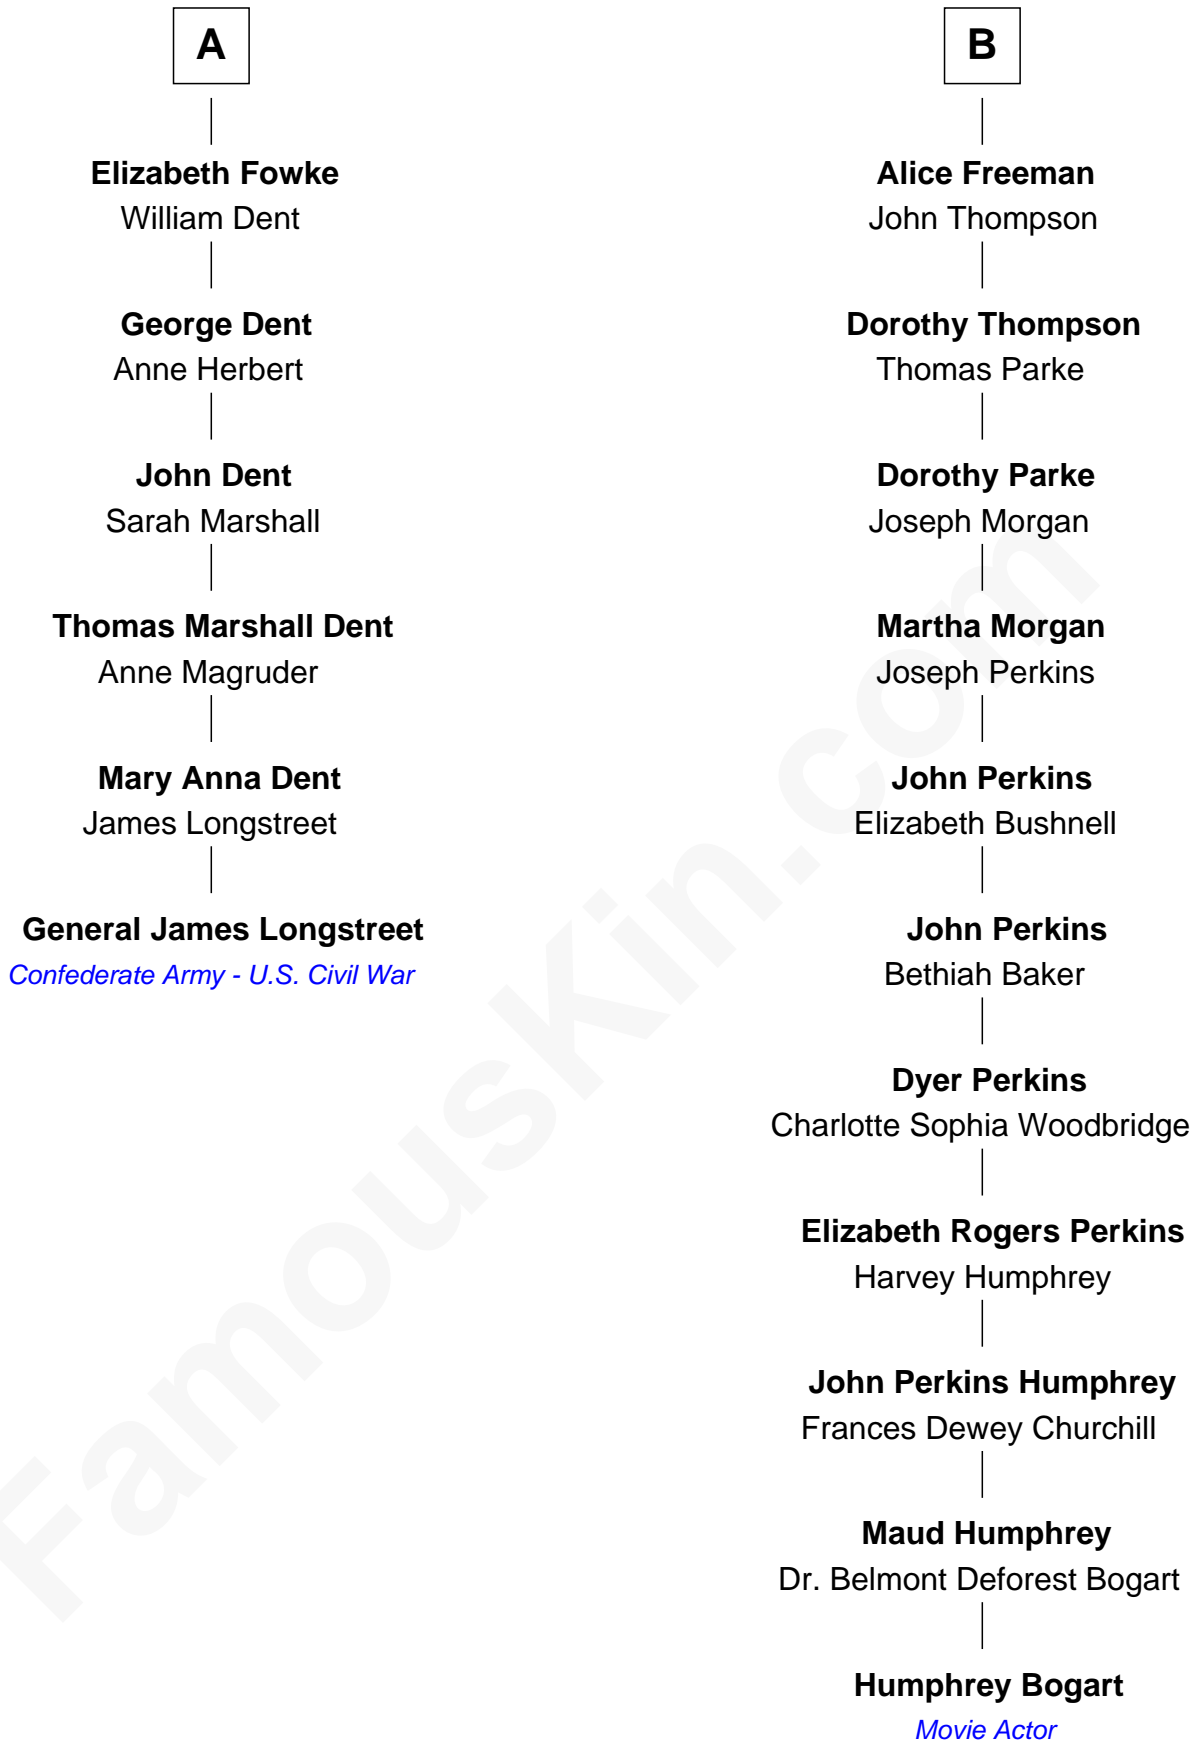 A
Elizabeth Fowke
William Dent
George Dent
Anne Herbert
John Dent
Sarah Marshall
Thomas Marshall Dent
Anne Magruder
Mary Anna Dent
James Longstreet
General James Longstreet
Confederate Army - U.S. Civil War
B
Alice Freeman
John Thompson
Dorothy Thompson
Thomas Parke
Dorothy Parke
Joseph Morgan
Martha Morgan
Joseph Perkins
John Perkins
Elizabeth Bushnell
John Perkins
Bethiah Baker
Dyer Perkins
Charlotte Sophia Woodbridge
Elizabeth Rogers Perkins
Harvey Humphrey
John Perkins Humphrey
Frances Dewey Churchill
Maud Humphrey
Dr. Belmont Deforest Bogart
Humphrey Bogart
Movie Actor
FamousKin.com